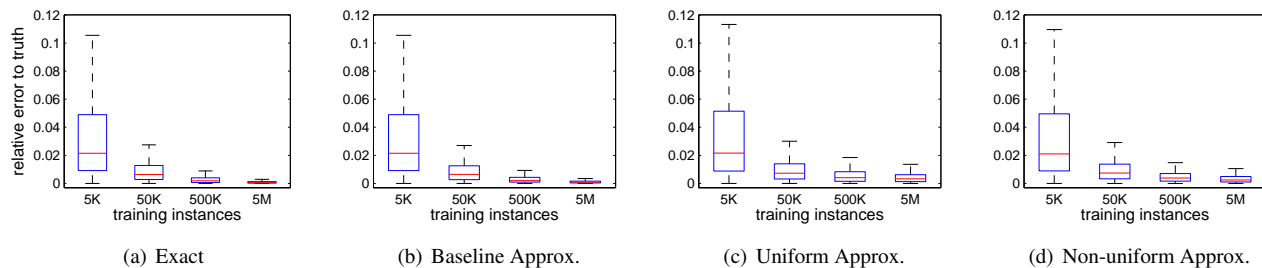 relative error to truth
0.12
0.1
0.08
0.06
0.04
0.02
0
5K 50K 500K 5M
training instances
(a) Exact
0.12
0.1
0.08
0.06
0.04
0.02
0
5K 50K 500K 5M
training instances
(b) Baseline Approx.
0.12
0.1
0.08
0.06
0.04
0.02
0
5K 50K 500K 5M
training instances
(c) Uniform Approx.
0.12
0.1
0.08
0.06
0.04
0.02
0
5K 50K 500K 5M
training instances
(d) Non-uniform Approx.